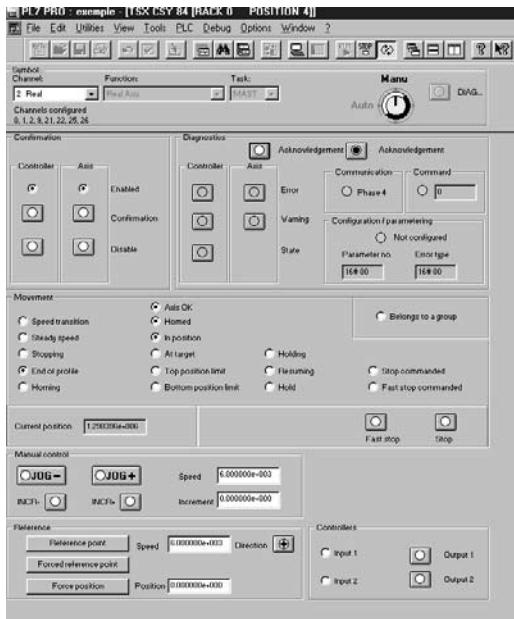 PL7 PRO : exemple - [TSX CSY 84 [RACK 0 POSITION 4]]
File Edit Utilities View Tools PLC Debug Options Window ?
Symbol:
Channel: Function: Task: Manu
2 Real Real Axis MAST Auto DIAG...
Channels configured
0, 1, 2, 9, 21, 22, 25, 26
Confirmation Diagnostics
Acknowledgement Acknowledgement
Controller Axis Controller Axis Communication Command
Enabled Error Phase 4 0
Confirmation Varning Configuration / parametering
Not configured
Disable State Parameter no. Error type
16# 00 16# 00
Movement
Axis OK
Speed transition Homed Belongs to a group
Steady speed In position
Stopping At target Holding
End of profile Top position limit Resuming Stop commanded
Homing Bottom position limit Hold Fast stop commanded
Current position
Fast stop Stop
Manual control
JOG- JOG+ Speed 6.000000e+003
INCR- INCR+ Increment 0.000000e+000
Reference Controllers
Reference point Speed 6.000000e+003 Direction Input 1 Output 1
Forced reference point
Force position Position 0.000000e+000 Input 2 Output 2